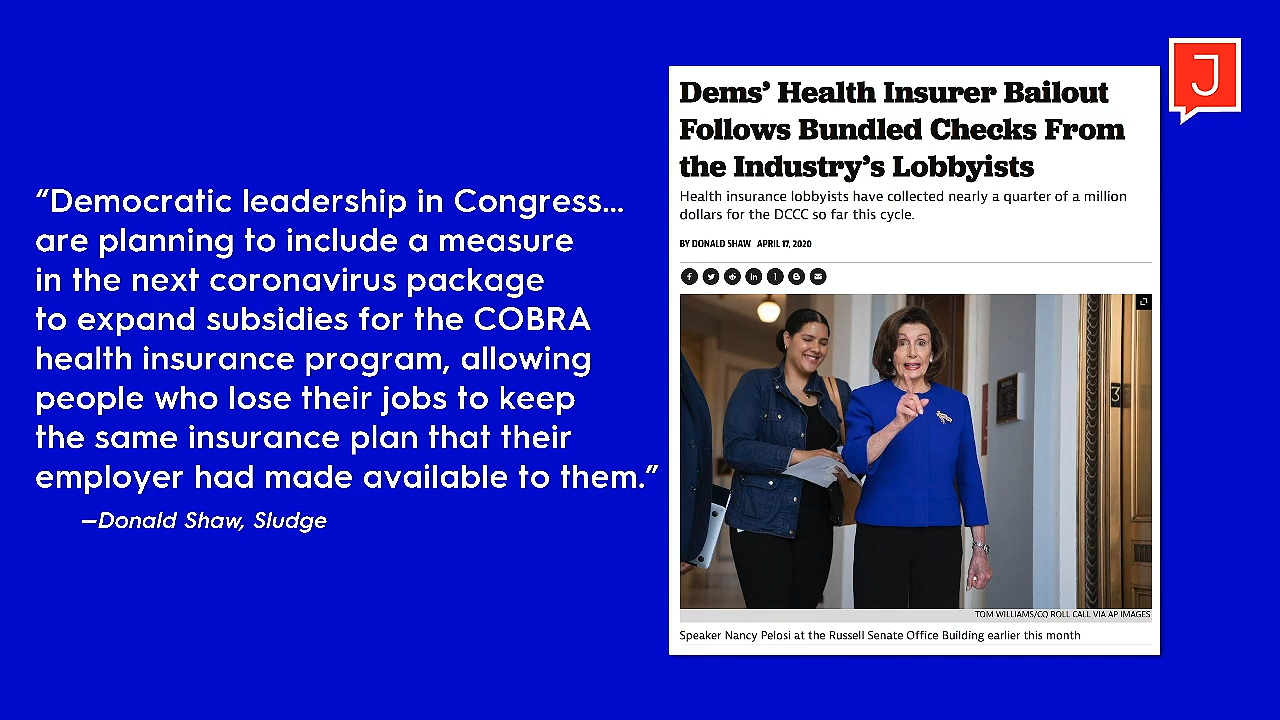 “Democratic leadership in Congress...
are planning to include a measure
in the next coronavirus package
to expand subsidies for the COBRA
health insurance program, allowing
people who lose their jobs to keep
the same insurance plan that their
employer had made available to them.”
—Donald Shaw, Sludge
J
Dems’ Health Insurer Bailout
Follows Bundled Checks From
the Industry’s Lobbyists
Health insurance lobbyists have collected nearly a quarter of a million
dollars for the DCCC so far this cycle.
BY DONALD SHAW APRIL 17, 2020
3
TOM WILLIAMS/CQ ROLL CALL VIA AP IMAGES
Speaker Nancy Pelosi at the Russell Senate Office Building earlier this month